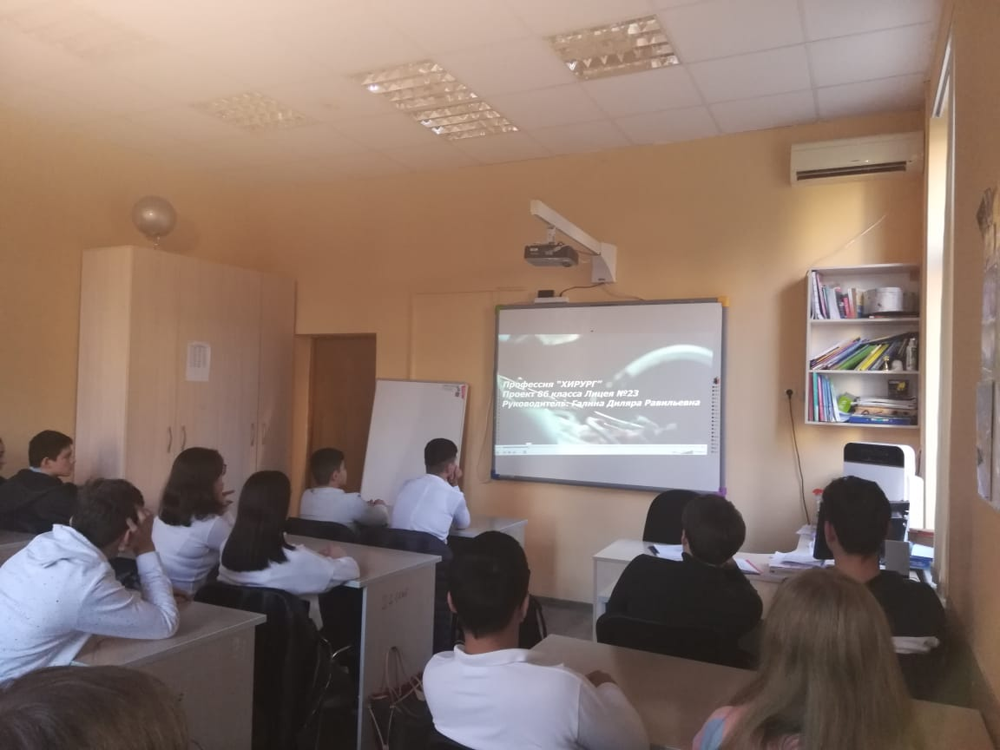 Профессия "ХИРУРГ"
Проект 8б класса Лицея №23
Руководитель: Галина Диляра Равильевна